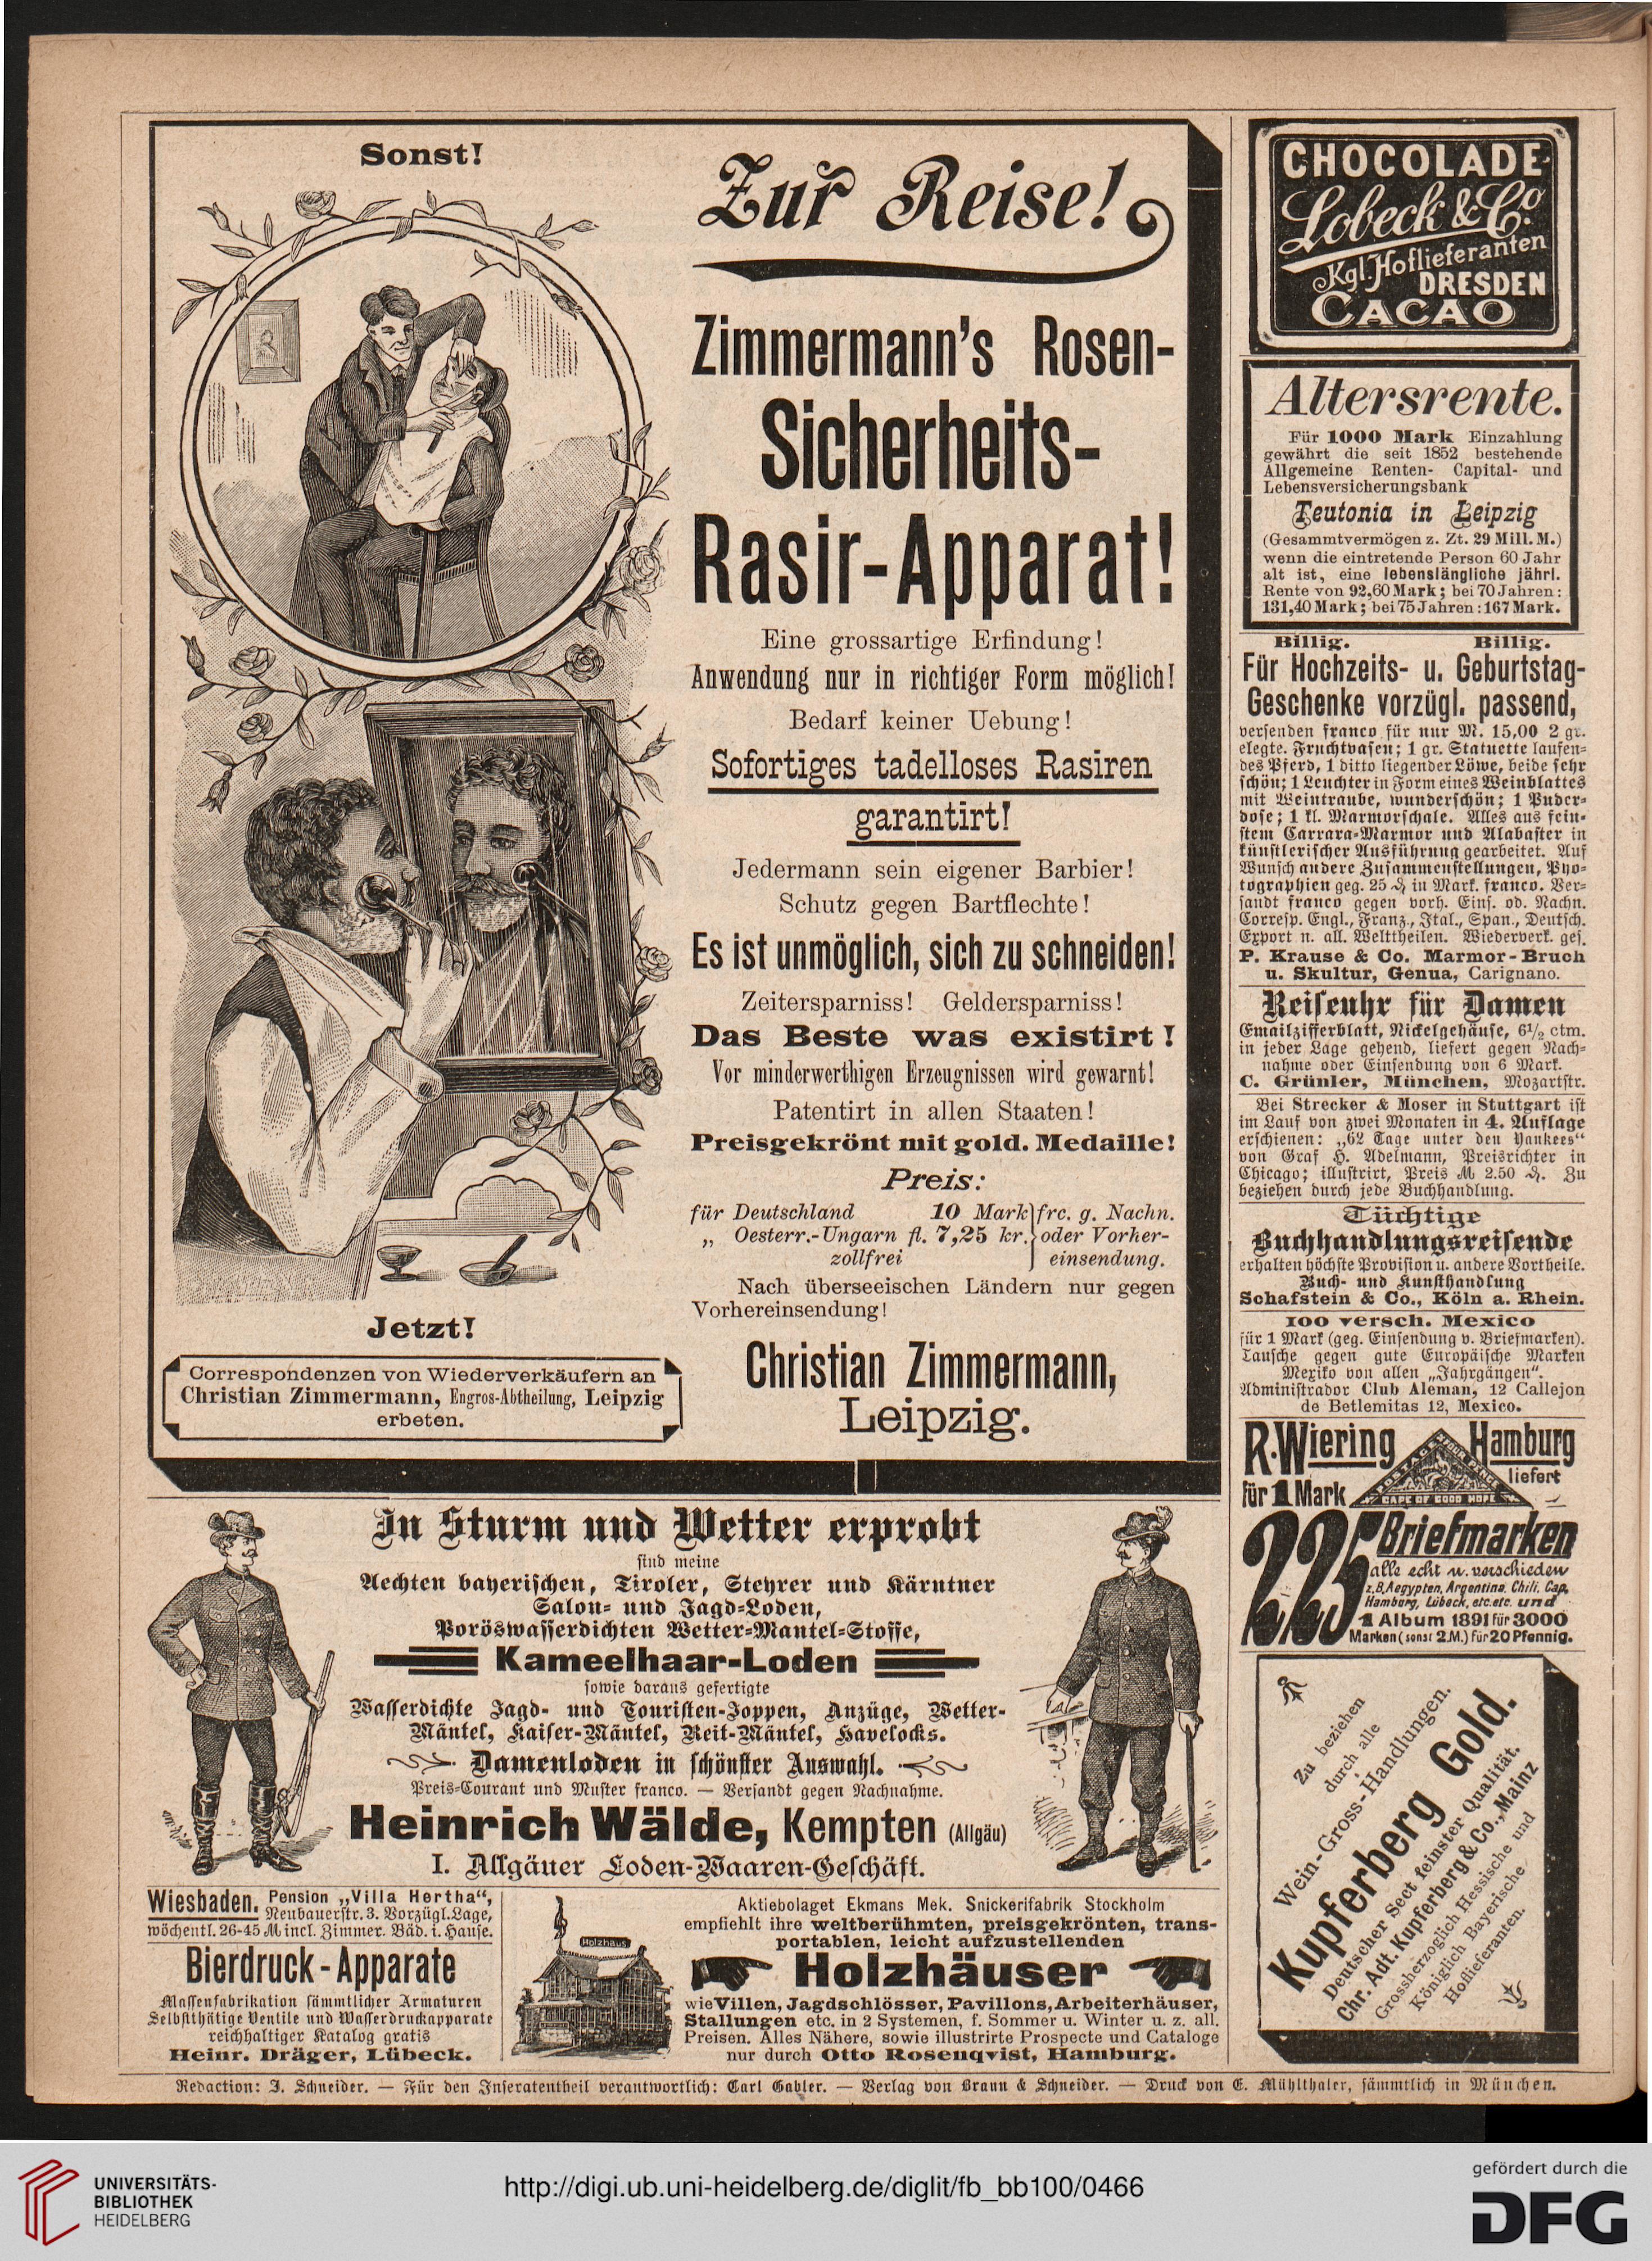 Sonst!
Zur Reise!
Zimmermann's Rosen-
Sicherheits-
Rasir-Apparat!
Eine grossartige Erfindung!
Anwendung nur in richtiger Form möglich!
Bedarf keiner Uebung!
Sofortiges tadelloses Rasiren
garantirt!
Jedermann sein eigener Barbier!
Schutz gegen Bartflechte!
Es ist unmöglich, sich zu schneiden!
Zeitersparniss! Geldersparniss!
Das Beste was existirt!
Vor minderwerthigen Erzeugnissen wird gewarnt!
Patentirt in allen Staaten!
Preisgekrönt mit gold. Medaille!
Preis:
für Deutschland 10 Mark } frc. g. Nachn.
„ Oesterr.-Ungarn fl. 7,25 kr. } oder Vorher-
zollfrei } einsendung.
Nach überseeischen Ländern nur gegen
Vorhereinsendung!
Christian Zimmermann,
Leipzig.
Jetzt!
Correspondenzen von Wiederverkäufern an
Christian Zimmermann, Engros-Abtheilung, Leipzig
erbeten.
In Sturm und Wetter erprobt
sind meine
Aechten bayerischen, Tiroler, Steyrer und Kärntner
Salon- und Jagd-Loden,
Poröswasserdichten Wetter-Mantel-Stoffe,
Kameelhaar-Loden
sowie daraus gefertigte
Wasserdichte Jagd- und Touristen-Joppen, Anzüge, Wetter-
Mäntel, Kaiser-Mäntel, Reit-Mäntel, Havelocks.
Damenloden in schönster Auswahl.
Preis-Courant und Muster franco. — Versandt gegen Nachnahme.
Heinrich Wälde, Kempten (Allgäu)
I. Allgäuer Loden-Waaren-Geschäft.
Wiesbaden. Pension „Villa Hertha",
Neubauerstr. 3. Vorzügl. Lage,
wöchentl. 26-45 M incl. Zimmer. Bäd. i. Hause.
Bierdruck-Apparate
Massenfabrikation sämmtlicher Armaturen
Selbstthätige Ventile und Wasserdruckapparate
reichhaltiger Katalog gratis
Heinr. Dräger, Lübeck.
Holzhaus
Aktiebolaget Ekmans Mek. Snickerifabrik Stockholm
empfiehlt ihre weltberühmten, preisgekrönten, trans-
portablen, leicht aufzustellenden
Holzhäuser
wie Villen, Jagdschlösser, Pavillons, Arbeiterhäuser,
Stallungen etc. in 2 Systemen, f. Sommer u. Winter u. z. all.
Preisen. Alles Nähere, sowie illustrirte Prospecte und Cataloge
nur durch Otto Rosenqvist, Hamburg.
CHOCOLADE
Lobeck & Co.
Kgl. Hoflieferanten
DRESDEN
CACAO
Altersrente.
Für 1000 Mark Einzahlung
gewährt die seit 1852 bestehende
Allgemeine Renten- Capital- und
Lebensversicherungsbank
Teutonia in Leipzig
(Gesammtvermögen z. Zt. 29 Mill. M.)
wenn die eintretende Person 60 Jahr
alt ist, eine lebenslängliche jährl.
Rente von 92,60 Mark; bei 70 Jahren:
131,40 Mark; bei 75 Jahren: 167 Mark.
Billig. Billig.
Für Hochzeits- u. Geburtstag-
Geschenke vorzügl. passend,
versenden franco für nur M. 15,00 2 gr.
elegte. Fruchtvasen; 1 gr. Statuette laufen-
des Pferd, 1 ditto liegender Löwe, beide sehr
schön; 1 Leuchter in Form eines Weinblattes
mit Weintraube, wunderschön; 1 Puder-
dose; 1 kl. Marmorschale. Alles aus fein-
stem Carrara-Marmor und Alabaster in
künstlerischer Ausführung gearbeitet. Auf
Wunsch andere Zusammenstellungen, Pho-
tographien geg. 25 ₰ in Mark. franco. Ver-
sandt franco gegen vorh. Eins. od. Nachn.
Corresp. Engl., Franz., Ital., Span., Deutsch.
Export n. all. Welttheilen. Wiederverk. ges.
P. Krause & Co. Marmor-Bruch
u. Skultur, Genua, Carignano.
Reiseuhr für Damen
Emailzifferblatt, Nickelgehäuse, 6½ ctm.
in jeder Lage gehend, liefert gegen Nach-
nahme oder Einsendung von 6 Mark.
C. Grünler, München, Mozartstr.
Bei Strecker & Moser in Stuttgart ist
im Lauf von zwei Monaten in 4. Auflage
erschienen: „62 Tage unter den Yankees"
von Graf H. Adelmann, Preisrichter in
Chicago; illustrirt, Preis M 2.50 ₰. Zu
beziehen durch jede Buchhandlung.
Tüchtige
Buchhandlungsreisende
erhalten höchste Provision u. andere Vortheile.
Buch- und Kunsthandlung
Schafstein & Co., Köln a. Rhein.
100 versch. Mexico
für 1 Mark (geg. Einsendung v. Briefmarken).
Tausche gegen gute Europäische Marken
Mexiko von allen „Jahrgängen".
Administrador Club Aleman, 12 Callejon
de Betlemitas 12, Mexico.
R. Wiering Hamburg
liefert
für 1 Mark
POSTAGE
FOUR PENCE
CAPE OF GOOD HOPE
225 Briefmarken
alle echt u. verschieden
z.B. Aegypten, Argentina. Chili, Cap,
Hamburg, Lübeck, etc. etc. und
1 Album 1891 für 3000
Marken (sonst 2.M.) für 20 Pfennig.
Zu beziehen
durch alle
Wein-Gross-Handlungen.
Kupferberg Gold.
Deutscher Sect feinster Qualität.
Chr. Adt. Kupferberg & Co., Mainz
Grossherzoglich Hessische und
Königlich Bayerische
Hoflieferanten.
Redaction: J. Schneider. — Für den Inseratentheil verantwortlich: Carl Gabler. — Verlag von Braun & Schneider. — Druck von E. Mühlthaler, sämmtlich in München.
UNIVERSITÄTS-
BIBLIOTHEK
HEIDELBERG
http://digi.ub.uni-heidelberg.de/diglit/fb_bb100/0466
gefördert durch die
DFG